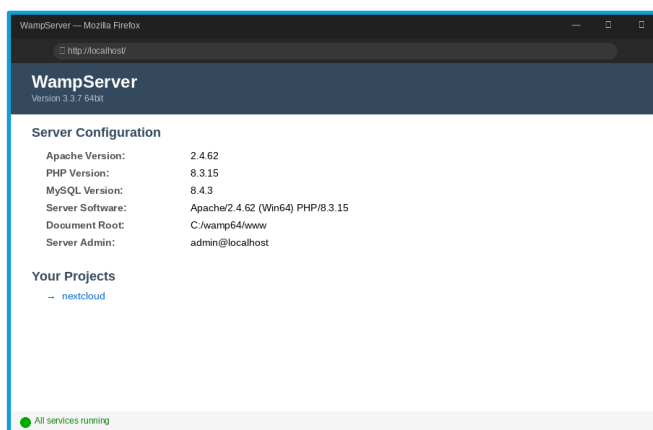 WampServer — Mozilla Firefox
http://localhost/
WampServer
Version 3.3.7 64bit
Server Configuration
Apache Version: 2.4.62
PHP Version: 8.3.15
MySQL Version: 8.4.3
Server Software: Apache/2.4.62 (Win64) PHP/8.3.15
Document Root: C:/wamp64/www
Server Admin: admin@localhost
Your Projects
→ nextcloud
All services running